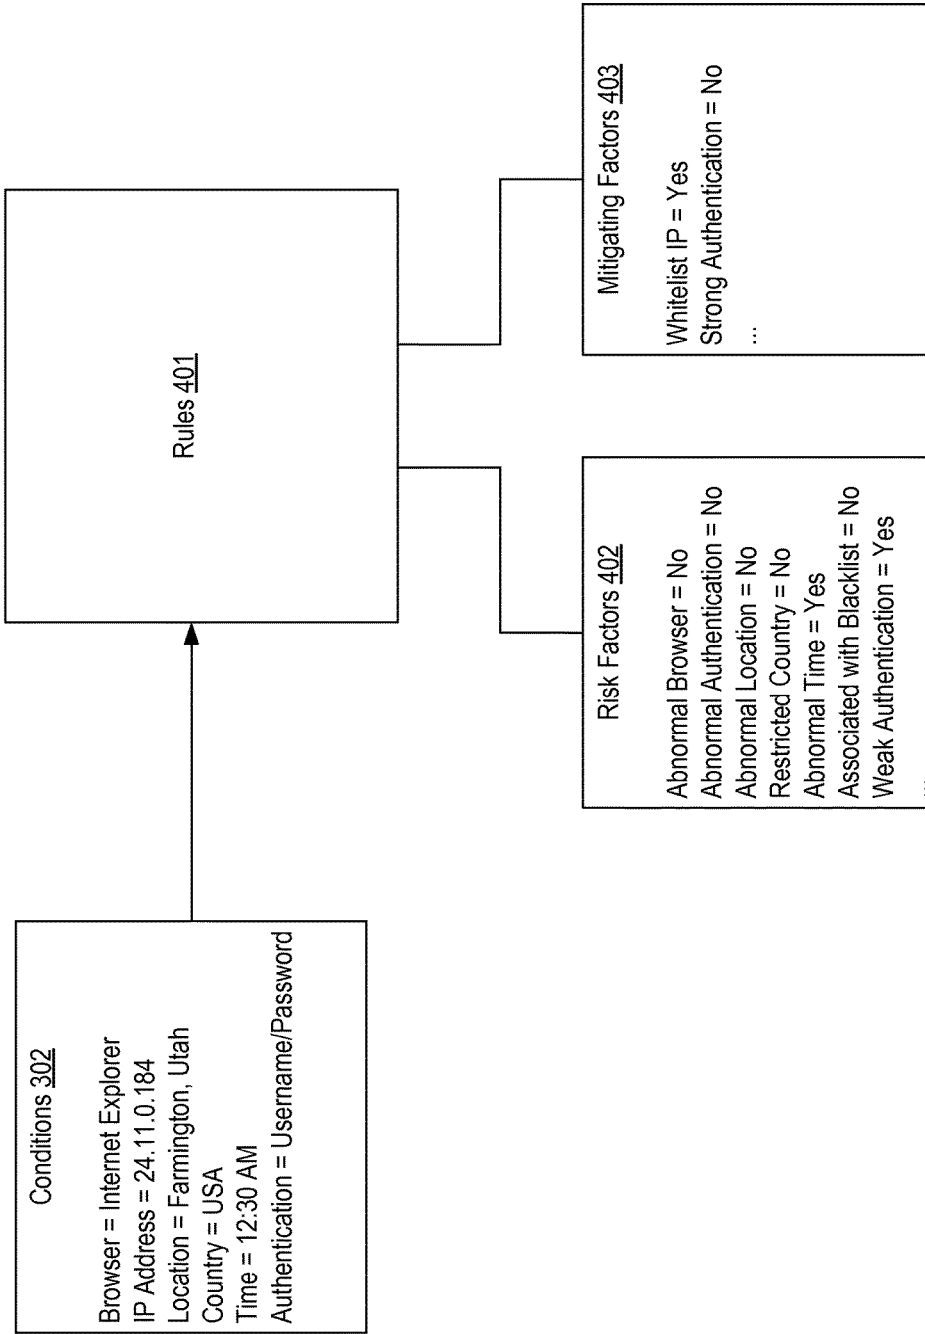 Conditions 302
Browser = Internet Explorer
IP Address = 24.11.0.184
Location = Farmington, Utah
Country = USA
Time = 12:30 AM
Authentication = Username/Password
Rules 401
Risk Factors 402
Abnormal Browser = No
Abnormal Authentication = No
Abnormal Location = No
Restricted Country = No
Abnormal Time = Yes
Associated with Blacklist = No
Weak Authentication = Yes
...
Mitigating Factors 403
Whitelist IP = Yes
Strong Authentication = No
...